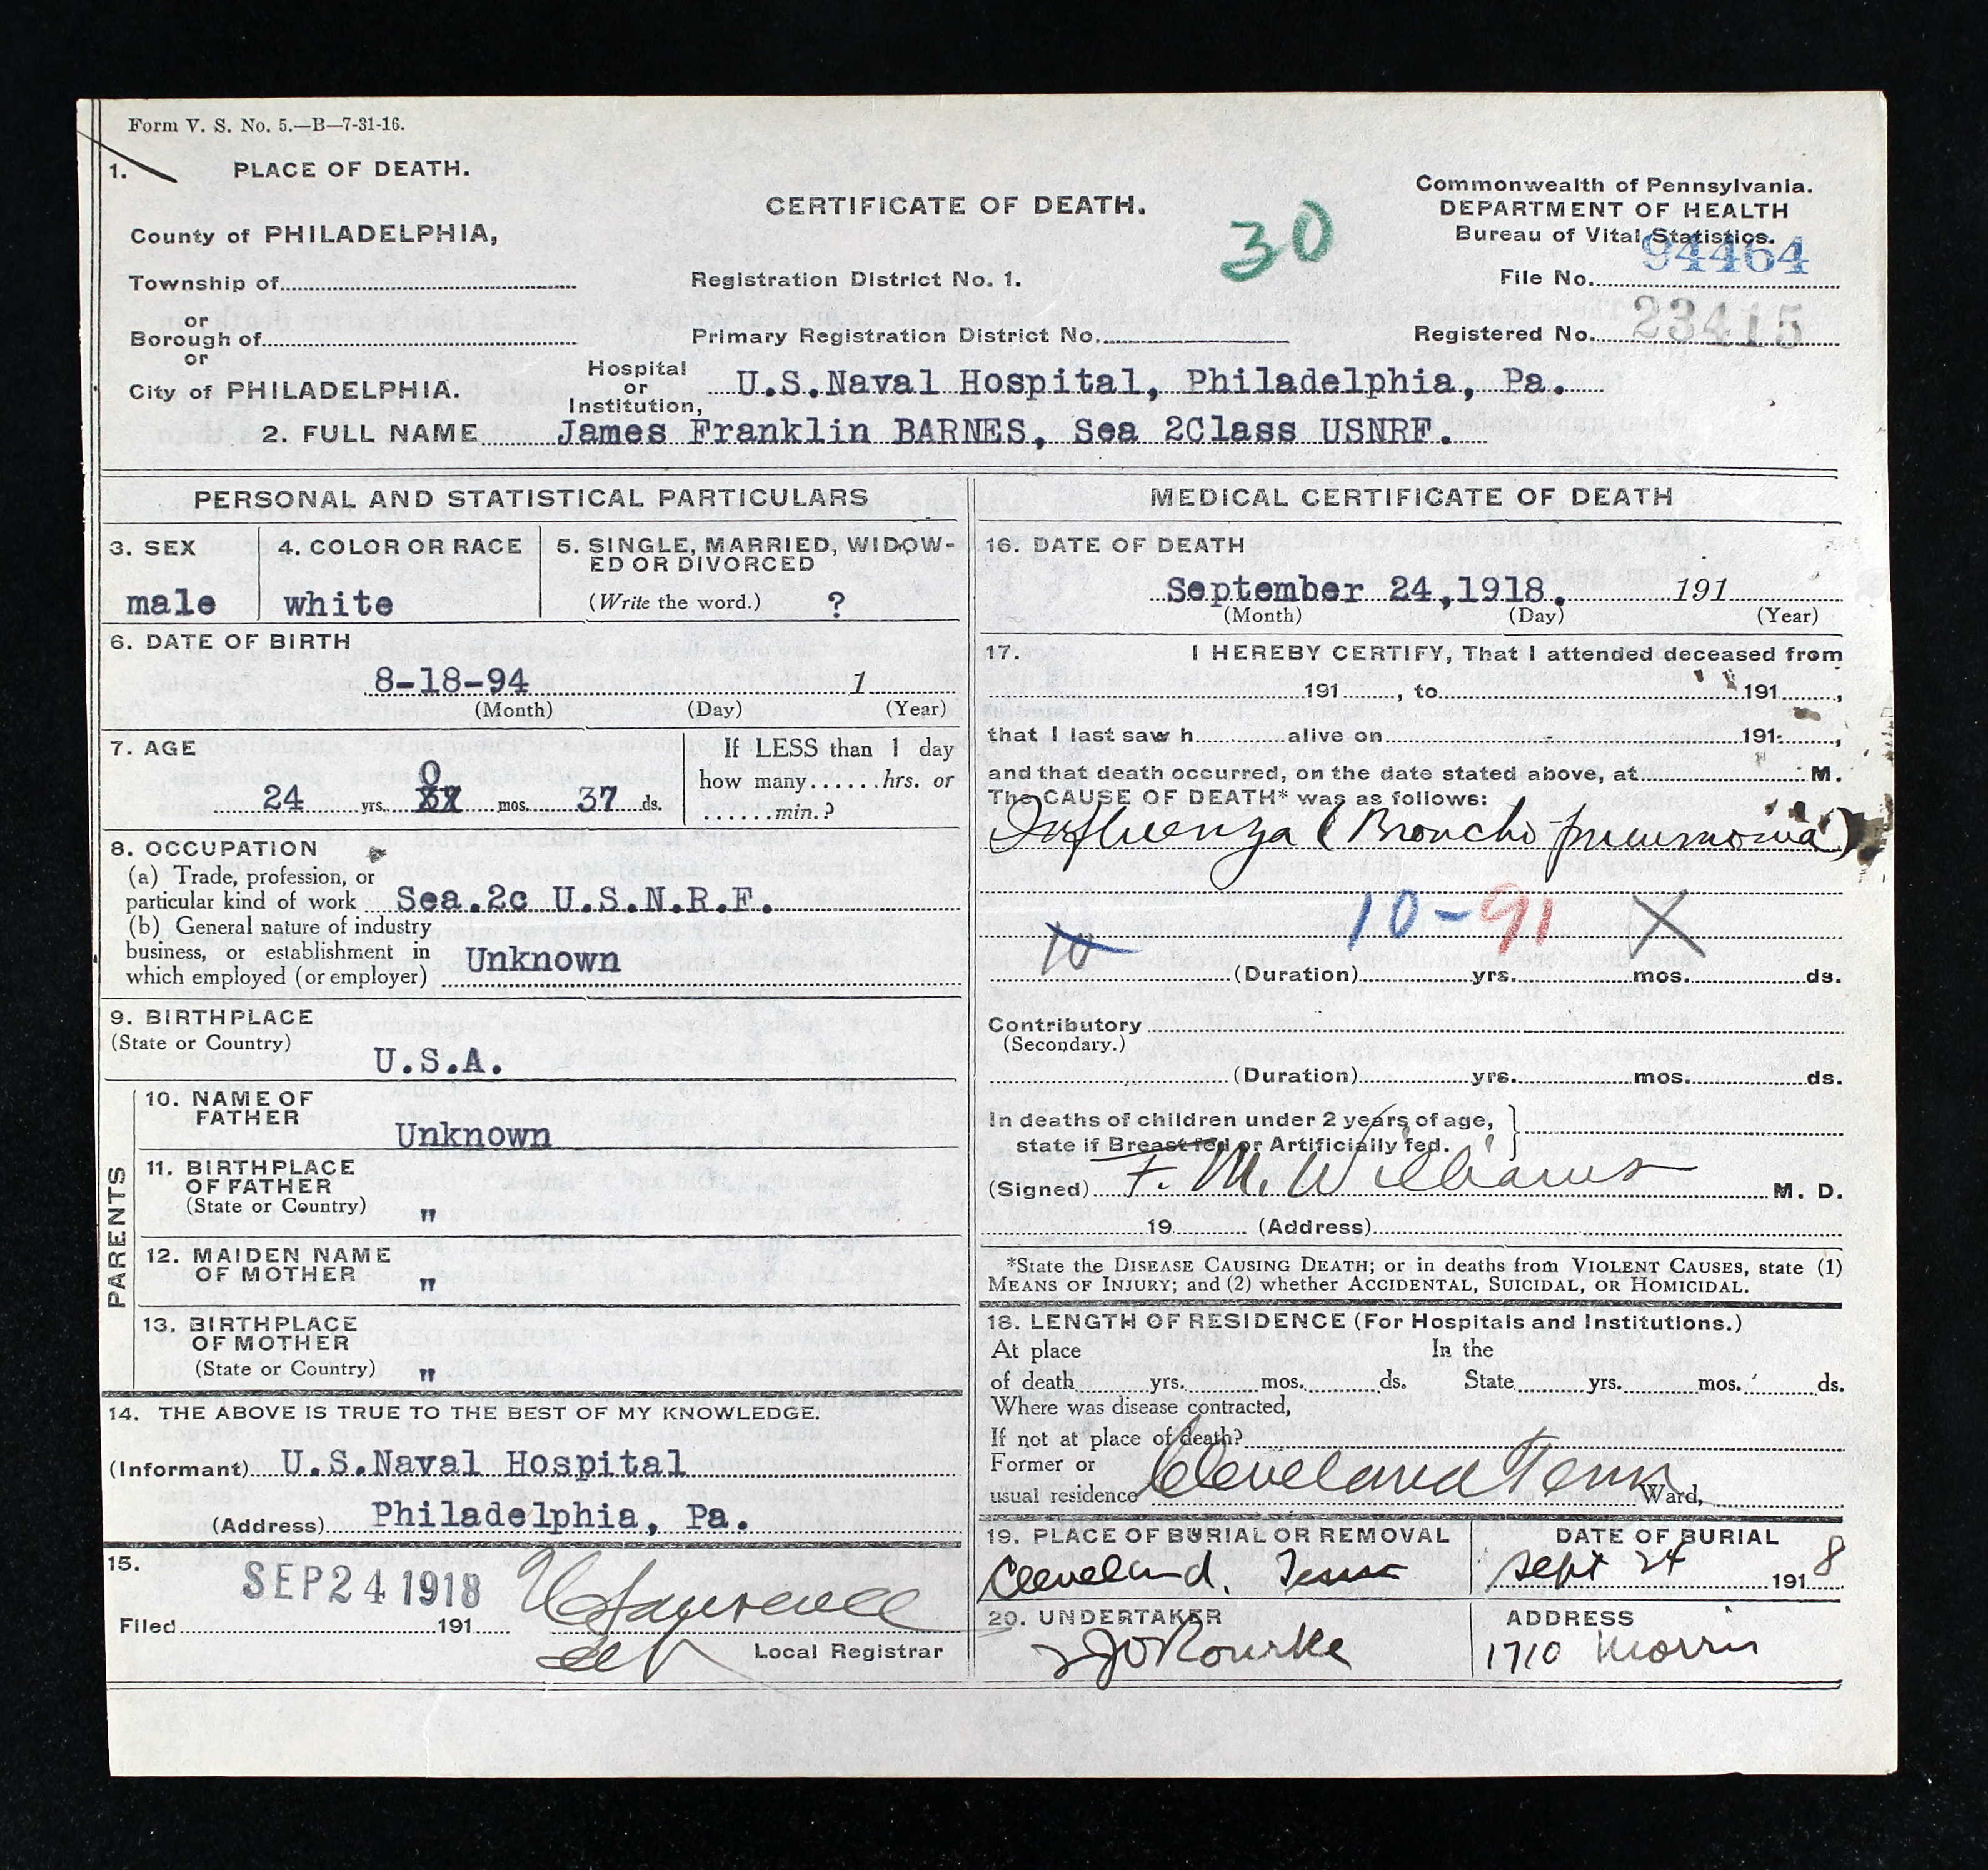 Form V. S. No. 5.—B—7-31-16.
1. PLACE OF DEATH.
County of PHILADELPHIA,
Township of
or
Borough of
or
City of PHILADELPHIA.
CERTIFICATE OF DEATH.
30
Registration District No. 1.
Primary Registration District No.
Commonwealth of Pennsylvania.
DEPARTMENT OF HEALTH
Bureau of Vital Statistics.
File No. 94464
Registered No. 23415
Hospital
or
Institution, U.S.Naval Hospital, Philadelphia, Pa.
2. FULL NAME James Franklin BARNES, Sea 2Class USNRF.
PERSONAL AND STATISTICAL PARTICULARS
3. SEX
male
4. COLOR OR RACE
white
5. SINGLE, MARRIED, WIDOW-
ED OR DIVORCED
(Write the word.) ?
6. DATE OF BIRTH
8-18-94 1
(Month) (Day) (Year)
7. AGE
0
24 yrs. mos. 37 ds.
If LESS than 1 day
how many......hrs. or
......min.?
8. OCCUPATION
(a) Trade, profession, or
particular kind of work Sea.2c U.S.N.R.F.
(b) General nature of industry
business, or establishment in
which employed (or employer) Unknown
9. BIRTHPLACE
(State or Country)
U.S.A.
PARENTS
10. NAME OF
FATHER
Unknown
11. BIRTHPLACE
OF FATHER
(State or Country) "
12. MAIDEN NAME
OF MOTHER "
13. BIRTHPLACE
OF MOTHER
(State or Country) "
14. THE ABOVE IS TRUE TO THE BEST OF MY KNOWLEDGE.
(Informant) U.S.Naval Hospital
(Address) Philadelphia, Pa.
15.
SEP 24 1918
Filed 191
Local Registrar
MEDICAL CERTIFICATE OF DEATH
16. DATE OF DEATH
September 24,1918. 191
(Month) (Day) (Year)
17. I HEREBY CERTIFY, That I attended deceased from
191 , to 191 ,
that I last saw h alive on 191 ,
and that death occurred, on the date stated above, at M.
The CAUSE OF DEATH* was as follows:
Influenza (Broncho pneumonia)
10-91 X
10
(Duration) yrs. mos. ds.
Contributory
(Secondary.)
(Duration) yrs. mos. ds.
In deaths of children under 2 years of age,
state if Breast fed or Artificially fed.
(Signed) F. M. Williams M. D.
19 (Address)
*State the DISEASE CAUSING DEATH; or in deaths from VIOLENT CAUSES, state (1)
MEANS OF INJURY; and (2) whether ACCIDENTAL, SUICIDAL, OR HOMICIDAL.
18. LENGTH OF RESIDENCE (For Hospitals and Institutions.)
At place In the
of death yrs. mos. ds. State yrs. mos. ds.
Where was disease contracted,
If not at place of death?
Former or
usual residence Cleveland Tenn Ward,
19. PLACE OF BURIAL OR REMOVAL
Cleveland, Tenn
DATE OF BURIAL
Sept 24 1918
20. UNDERTAKER
O'Rourke
ADDRESS
1710 Morris